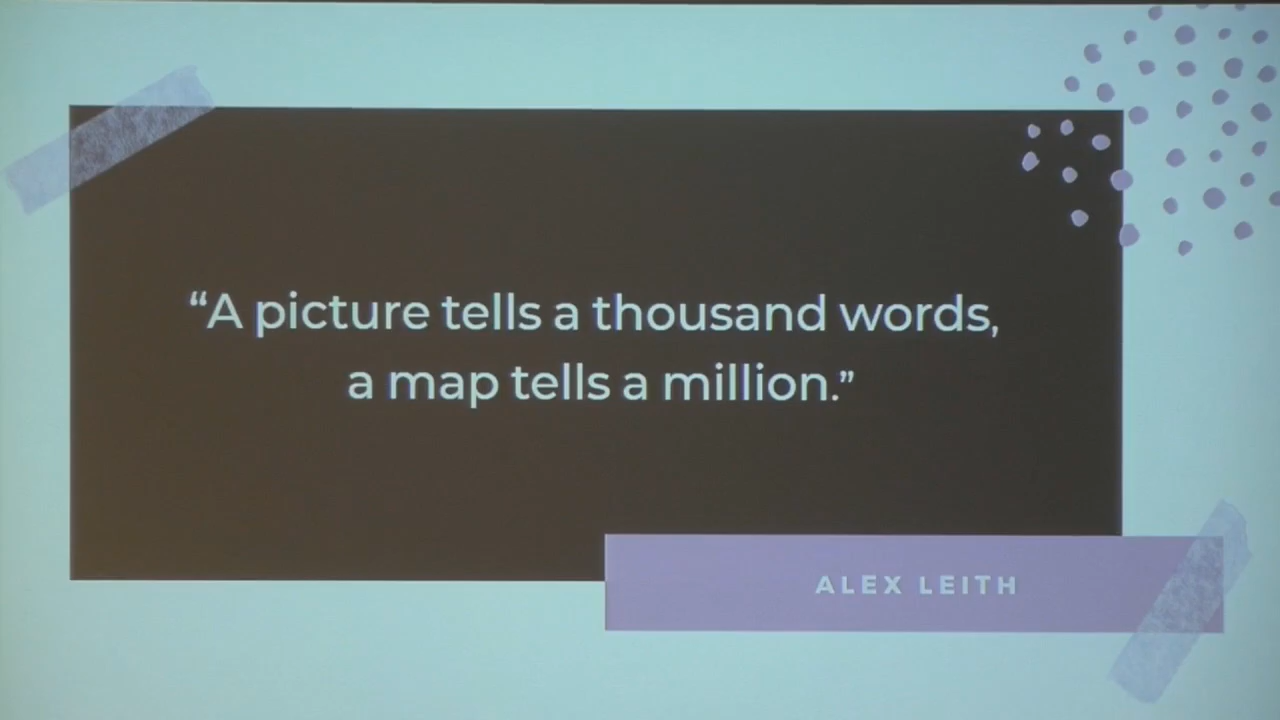 “A picture tells a thousand words,
a map tells a million.”
ALEX LEITH